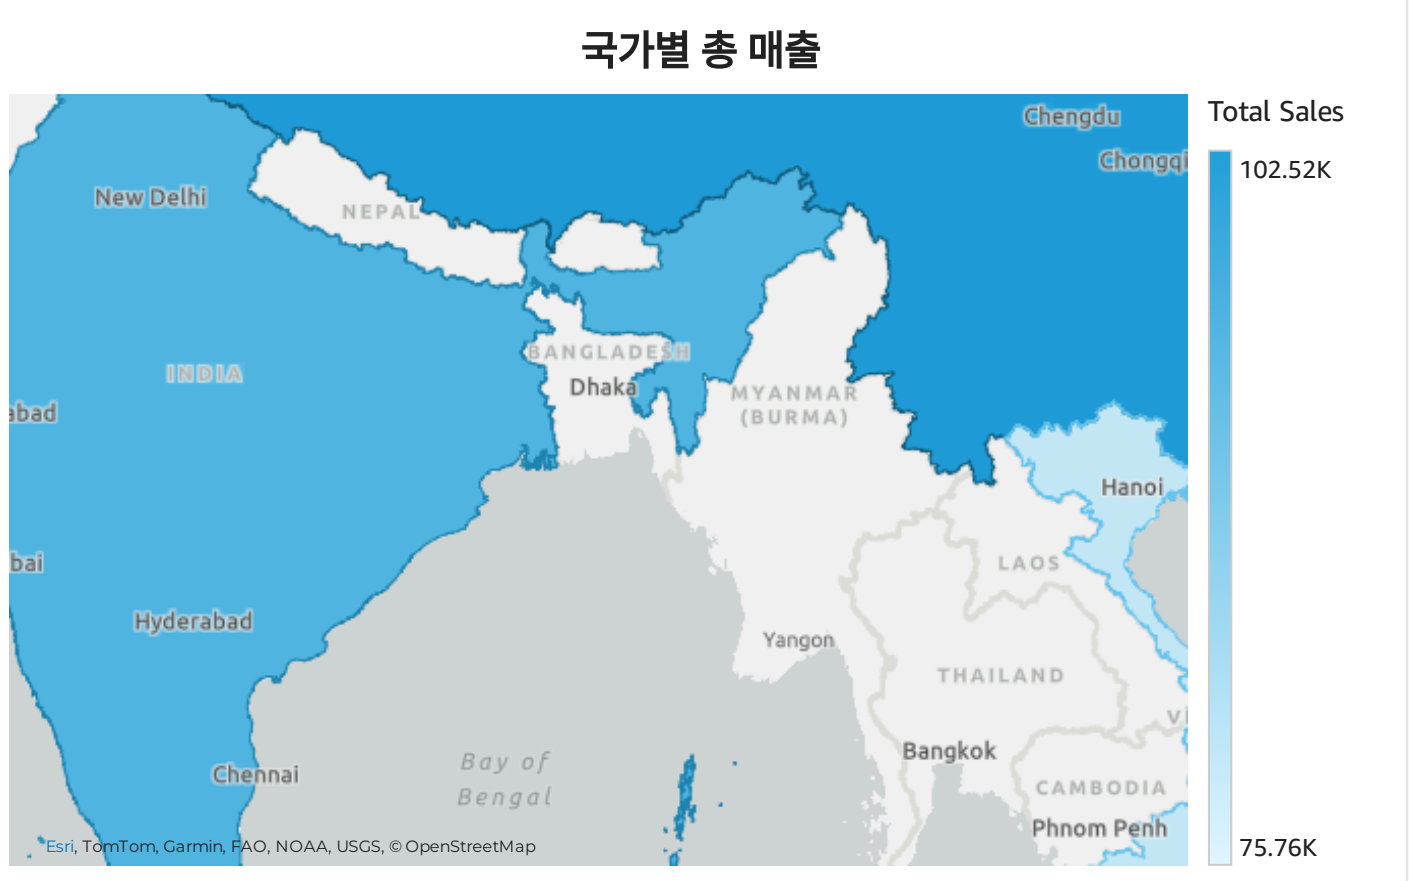 국가별 총 매출
Total Sales
102.52K
75.76K
Chengdu
Chongqi
New Delhi
NEPAL
INDIA
BANGLADESH
Dhaka
MYANMAR
(BURMA)
abad
Hanoi
bai
LAOS
Hyderabad
Yangon
THAILAND
VI
Bangkok
Chennai
Bay of
Bengal
CAMBODIA
Phnom Penh
Esri, TomTom, Garmin, FAO, NOAA, USGS, © OpenStreetMap